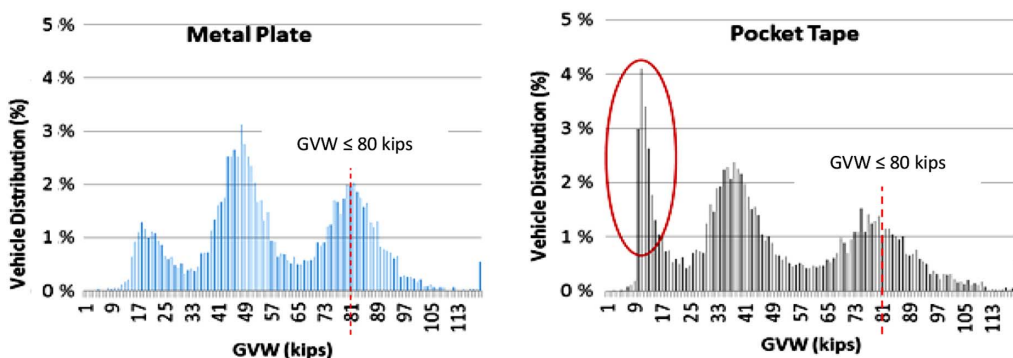 Metal Plate
5 %
4 %
3 %
2 %
1 %
0 %
Vehicle Distribution (%)
GVW ≤ 80 kips
1 9 17 25 33 41 49 57 65 73 81 89 97 105 113
GVW (kips)
Pocket Tape
5 %
4 %
3 %
2 %
1 %
0 %
Vehicle Distribution (%)
GVW ≤ 80 kips
1 9 17 25 33 41 49 57 65 73 81 89 97 105 113
GVW (kips)